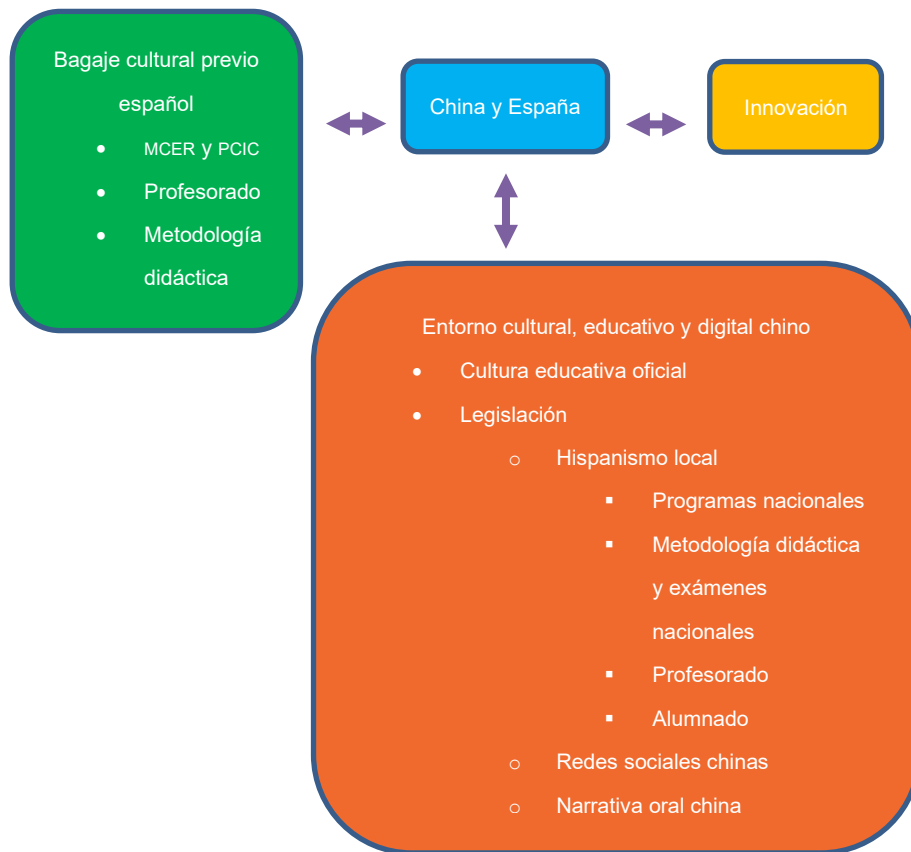 Bagaje cultural previo
español
• MCER y PCIC
• Profesorado
• Metodología
didáctica
China y España
Innovación
Entorno cultural, educativo y digital chino
• Cultura educativa oficial
• Legislación
o Hispanismo local
▪ Programas nacionales
▪ Metodología didáctica
y exámenes
nacionales
▪ Profesorado
▪ Alumnado
o Redes sociales chinas
o Narrativa oral china